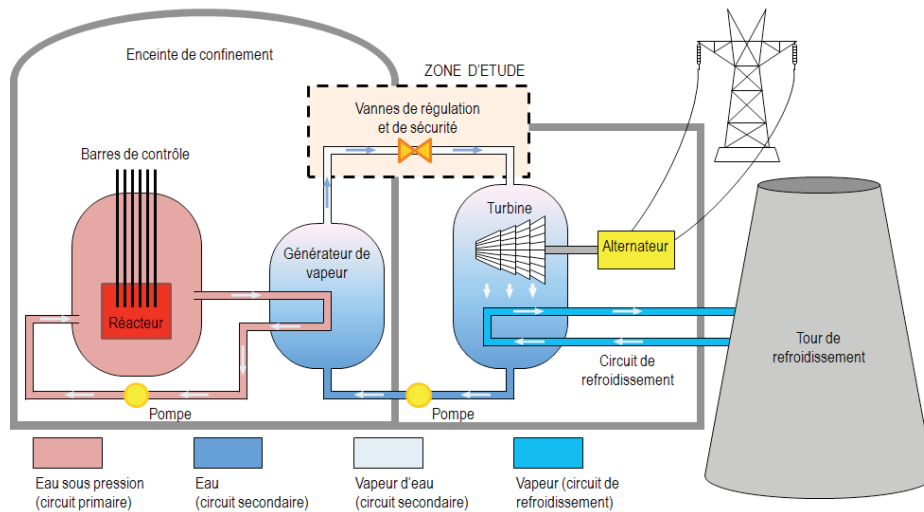 Enceinte de confinement
ZONE D'ETUDE
Vannes de régulation
et de sécurité
Barres de contrôle
Turbine
Générateur de
vapeur
Alternateur
Réacteur
Tour de
refroidissement
Circuit de
refroidissement
Pompe
Pompe
Eau sous pression
(circuit primaire)
Eau
(circuit secondaire)
Vapeur d'eau
(circuit secondaire)
Vapeur (circuit de
refroidissement)